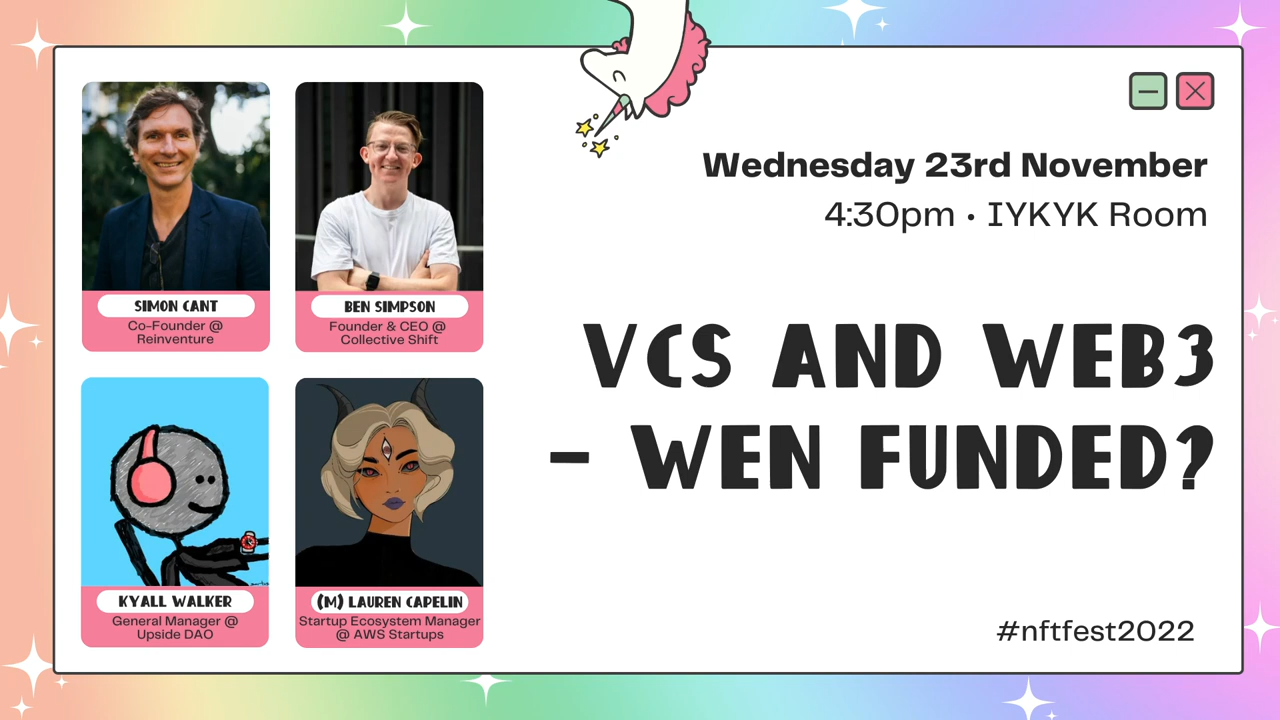 Wednesday 23rd November
4:30pm • IYKYK Room
VCS AND WEB3
- WEN FUNDED?
SIMON CANT
Co-Founder @
Reinventure
BEN SIMPSON
Founder & CEO @
Collective Shift
KYALL WALKER
General Manager @
Upside DAO
(M) LAUREN CAPELIN
Startup Ecosystem Manager
@ AWS Startups
#nftfest2022